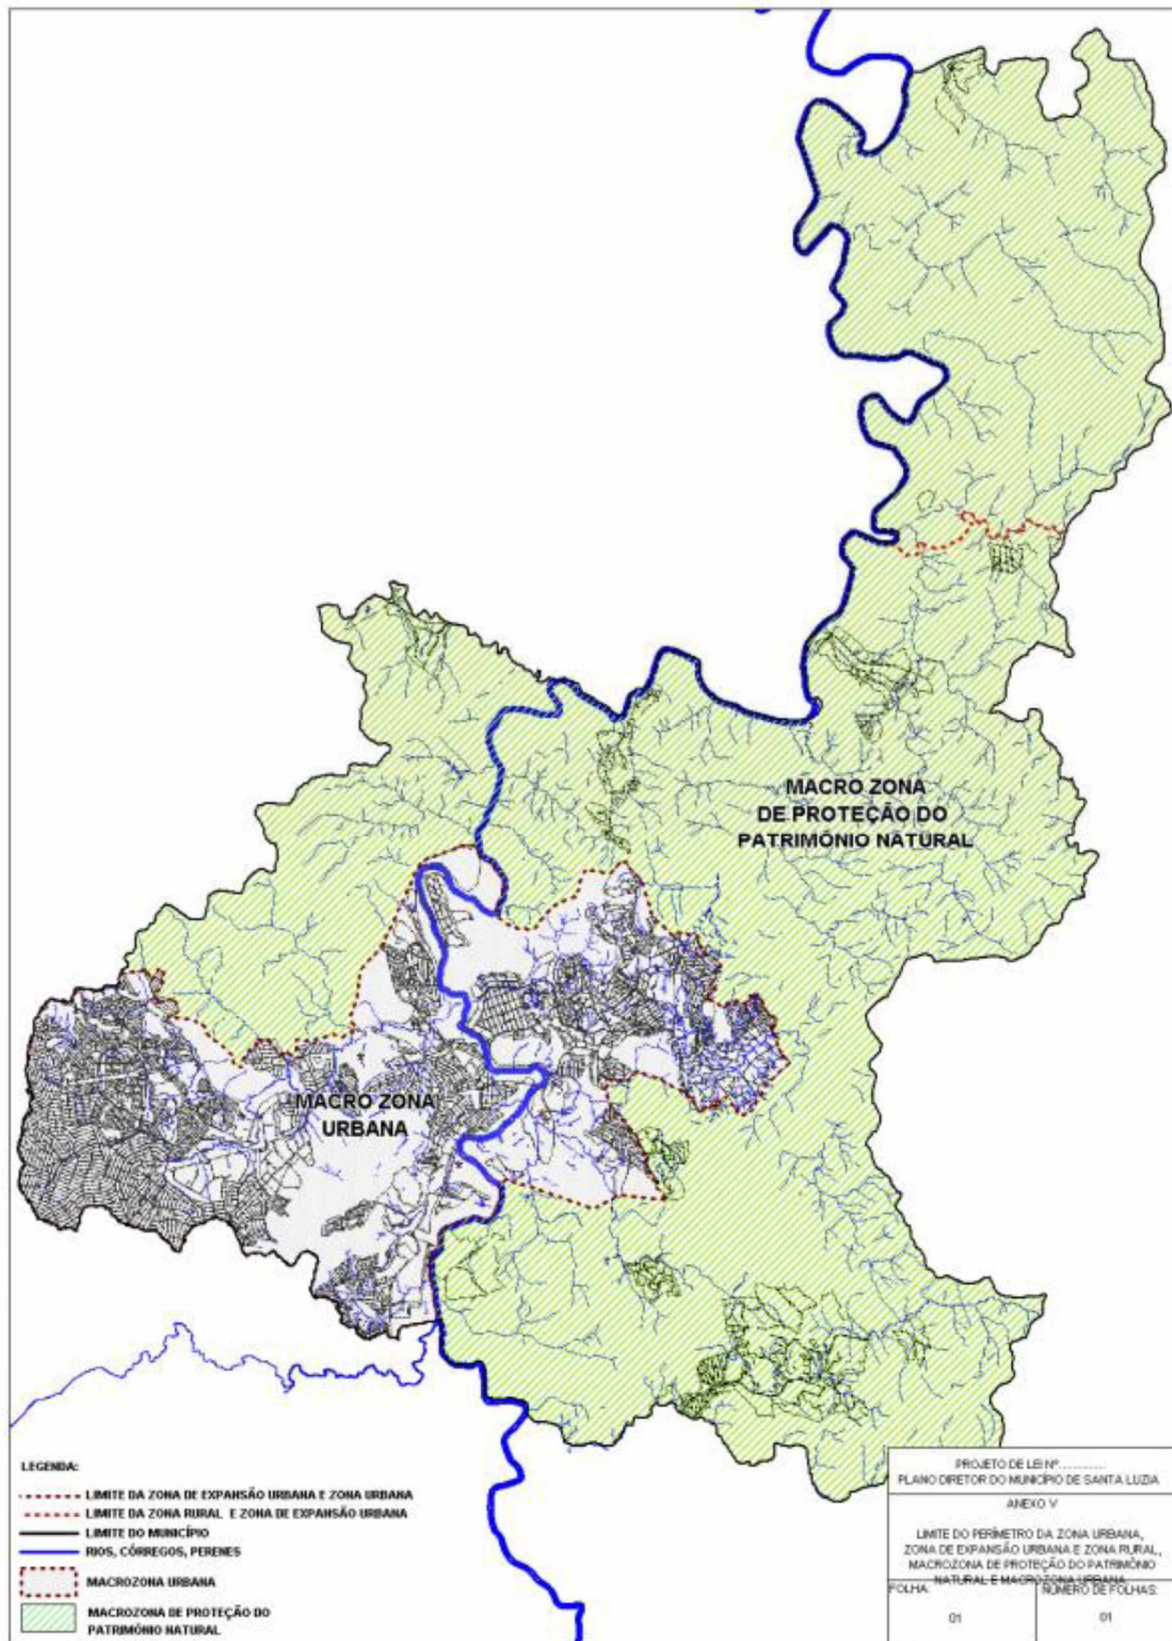 MACRO ZONA
DE PROTEÇÃO DO
PATRIMÔNIO NATURAL
MACRO ZONA
URBANA
LEGENDA:
LIMITE DA ZONA DE EXPANSÃO URBANA E ZONA URBANA
LIMITE DA ZONA RURAL E ZONA DE EXPANSÃO URBANA
LIMITE DO MUNICÍPIO
RIOS, CÓRREGOS, PERENES
MACROZONA URBANA
MACROZONA DE PROTEÇÃO DO
PATRIMÔNIO NATURAL
PROJETO DE LEI Nº...........
PLANO DIRETOR DO MUNICÍPIO DE SANTA LUZIA
ANEXO V
LIMITE DO PERÍMETRO DA ZONA URBANA,
ZONA DE EXPANSÃO URBANA E ZONA RURAL,
MACROZONA DE PROTEÇÃO DO PATRIMÔNIO
NATURAL E MACROZONA URBANA
FOLHA:
01
NÚMERO DE FOLHAS:
01